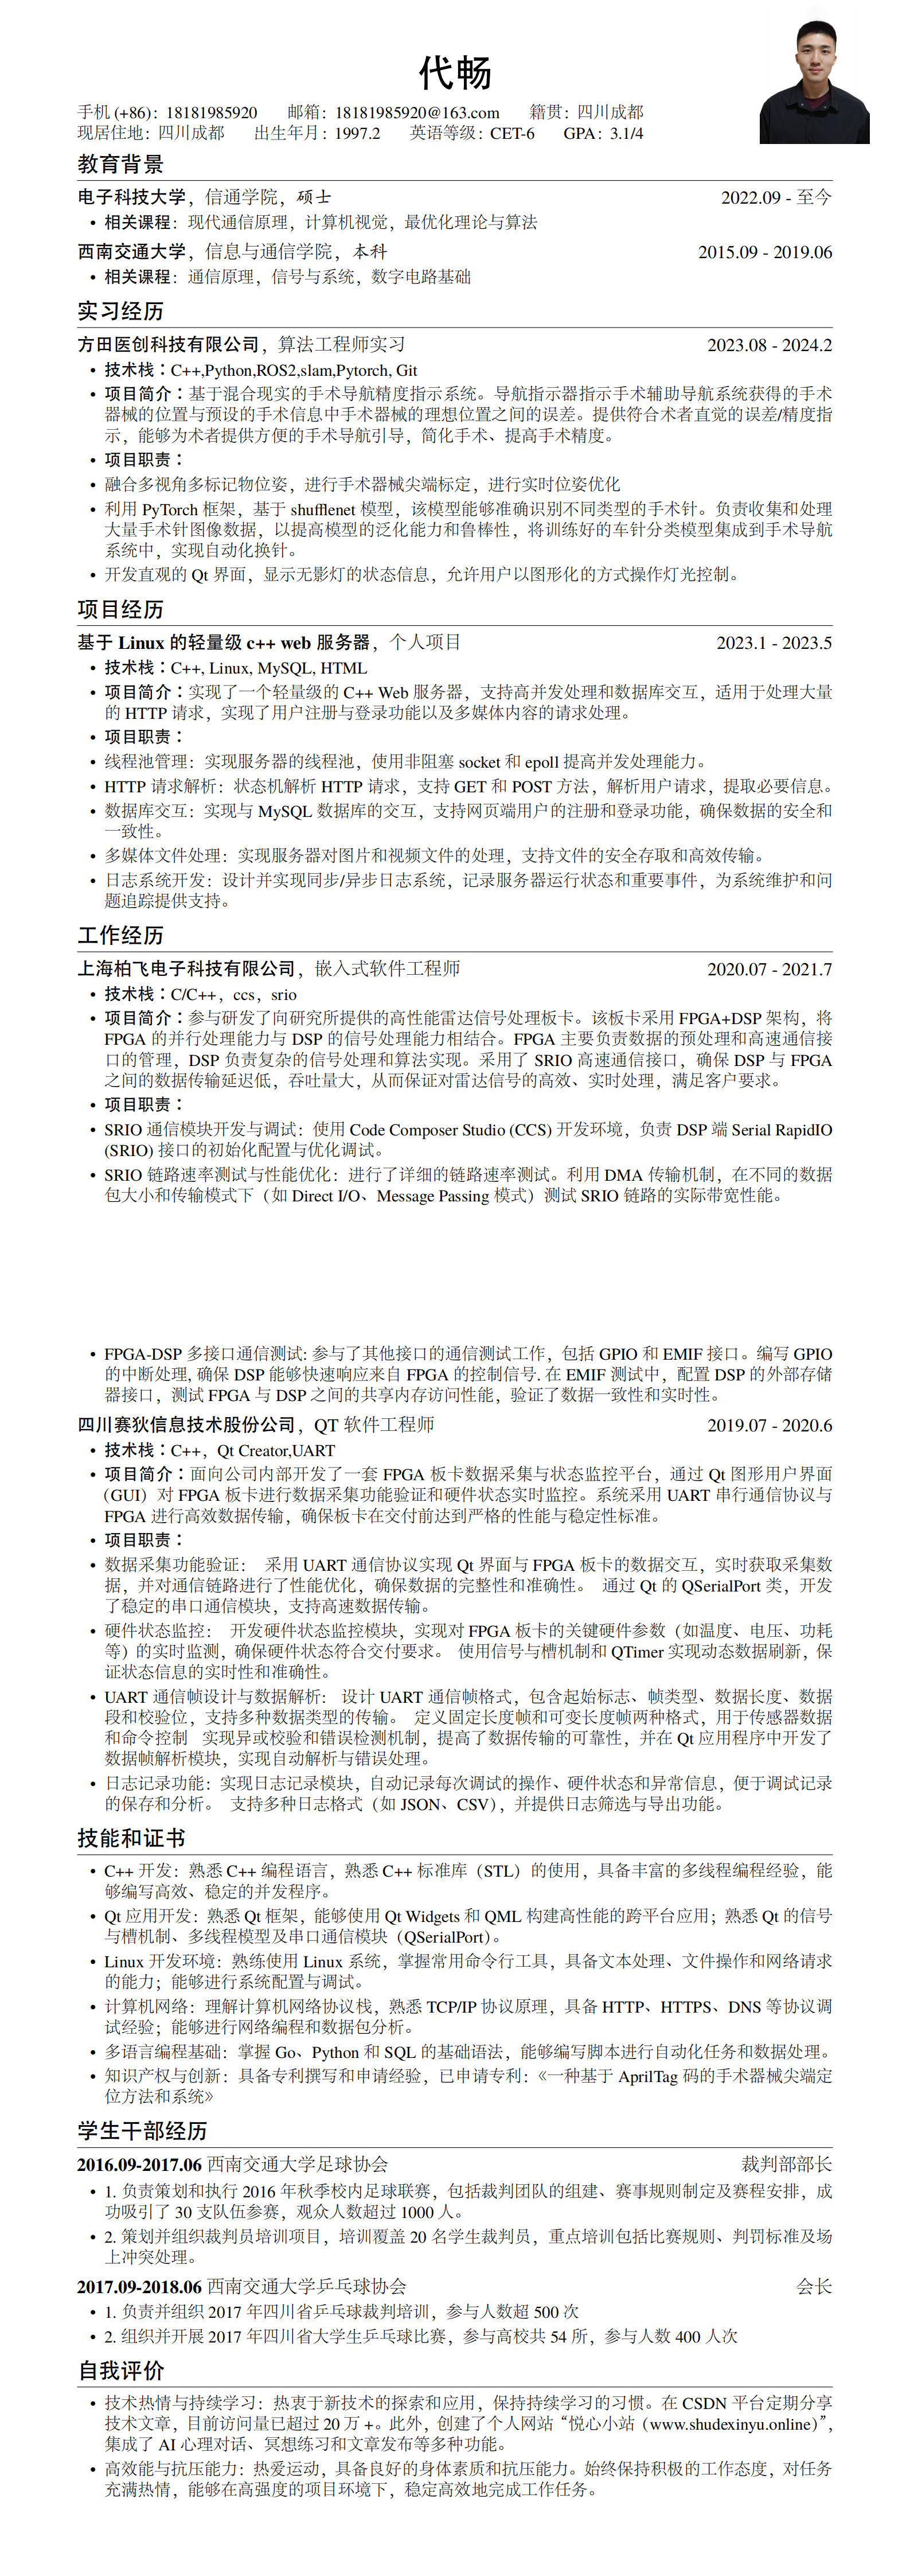 代畅
手机 (+86)：18181985920 邮箱：18181985920@163.com 籍贯：四川成都
现居住地：四川成都 出生年月：1997.2 英语等级：CET-6 GPA：3.1/4
教育背景
电子科技大学，信通学院，硕士 2022.09 - 至今
• 相关课程：现代通信原理，计算机视觉，最优化理论与算法
西南交通大学，信息与通信学院，本科 2015.09 - 2019.06
• 相关课程：通信原理，信号与系统，数字电路基础
实习经历
方田医创科技有限公司，算法工程师实习 2023.08 - 2024.2
• 技术栈：C++,Python,ROS2,slam,Pytorch, Git
• 项目简介：基于混合现实的手术导航精度指示系统。导航指示器指示手术辅助导航系统获得的手术
器械的位置与预设的手术信息中手术器械的理想位置之间的误差。提供符合术者直觉的误差/精度指
示，能够为术者提供方便的手术导航引导，简化手术、提高手术精度。
• 项目职责：
• 融合多视角多标记物位姿，进行手术器械尖端标定，进行实时位姿优化
• 利用 PyTorch 框架，基于 shufflenet 模型，该模型能够准确识别不同类型的手术针。负责收集和处理
大量手术针图像数据，以提高模型的泛化能力和鲁棒性，将训练好的车针分类模型集成到手术导航
系统中，实现自动化换针。
• 开发直观的 Qt 界面，显示无影灯的状态信息，允许用户以图形化的方式操作灯光控制。
项目经历
基于 Linux 的轻量级 c++ web 服务器，个人项目 2023.1 - 2023.5
• 技术栈：C++, Linux, MySQL, HTML
• 项目简介：实现了一个轻量级的 C++ Web 服务器，支持高并发处理和数据库交互，适用于处理大量
的 HTTP 请求，实现了用户注册与登录功能以及多媒体内容的请求处理。
• 项目职责：
• 线程池管理：实现服务器的线程池，使用非阻塞 socket 和 epoll 提高并发处理能力。
• HTTP 请求解析：状态机解析 HTTP 请求，支持 GET 和 POST 方法，解析用户请求，提取必要信息。
• 数据库交互：实现与 MySQL 数据库的交互，支持网页端用户的注册和登录功能，确保数据的安全和
一致性。
• 多媒体文件处理：实现服务器对图片和视频文件的处理，支持文件的安全存取和高效传输。
• 日志系统开发：设计并实现同步/异步日志系统，记录服务器运行状态和重要事件，为系统维护和问
题追踪提供支持。
工作经历
上海柏飞电子科技有限公司，嵌入式软件工程师 2020.07 - 2021.7
• 技术栈：C/C++，ccs，srio
• 项目简介：参与研发了向研究所提供的高性能雷达信号处理板卡。该板卡采用 FPGA+DSP 架构，将
FPGA 的并行处理能力与 DSP 的信号处理能力相结合。FPGA 主要负责数据的预处理和高速通信接
口的管理，DSP 负责复杂的信号处理和算法实现。采用了 SRIO 高速通信接口，确保 DSP 与 FPGA
之间的数据传输延迟低，吞吐量大，从而保证对雷达信号的高效、实时处理，满足客户要求。
• 项目职责：
• SRIO 通信模块开发与调试：使用 Code Composer Studio (CCS) 开发环境，负责 DSP 端 Serial RapidIO
(SRIO) 接口的初始化配置与优化调试。
• SRIO 链路速率测试与性能优化：进行了详细的链路速率测试。利用 DMA 传输机制，在不同的数据
包大小和传输模式下（如 Direct I/O、Message Passing 模式）测试 SRIO 链路的实际带宽性能。
• FPGA-DSP 多接口通信测试: 参与了其他接口的通信测试工作，包括 GPIO 和 EMIF 接口。编写 GPIO
的中断处理, 确保 DSP 能够快速响应来自 FPGA 的控制信号. 在 EMIF 测试中，配置 DSP 的外部存储
器接口，测试 FPGA 与 DSP 之间的共享内存访问性能，验证了数据一致性和实时性。
四川赛狄信息技术股份公司，QT 软件工程师 2019.07 - 2020.6
• 技术栈：C++，Qt Creator,UART
• 项目简介：面向公司内部开发了一套 FPGA 板卡数据采集与状态监控平台，通过 Qt 图形用户界面
（GUI）对 FPGA 板卡进行数据采集功能验证和硬件状态实时监控。系统采用 UART 串行通信协议与
FPGA 进行高效数据传输，确保板卡在交付前达到严格的性能与稳定性标准。
• 项目职责：
• 数据采集功能验证： 采用 UART 通信协议实现 Qt 界面与 FPGA 板卡的数据交互，实时获取采集数
据，并对通信链路进行了性能优化，确保数据的完整性和准确性。 通过 Qt 的 QSerialPort 类，开发
了稳定的串口通信模块，支持高速数据传输。
• 硬件状态监控： 开发硬件状态监控模块，实现对 FPGA 板卡的关键硬件参数（如温度、电压、功耗
等）的实时监测，确保硬件状态符合交付要求。 使用信号与槽机制和 QTimer 实现动态数据刷新，保
证状态信息的实时性和准确性。
• UART 通信帧设计与数据解析： 设计 UART 通信帧格式，包含起始标志、帧类型、数据长度、数据
段和校验位，支持多种数据类型的传输。 定义固定长度帧和可变长度帧两种格式，用于传感器数据
和命令控制 实现异或校验和错误检测机制，提高了数据传输的可靠性，并在 Qt 应用程序中开发了
数据帧解析模块，实现自动解析与错误处理。
• 日志记录功能：实现日志记录模块，自动记录每次调试的操作、硬件状态和异常信息，便于调试记录
的保存和分析。 支持多种日志格式（如 JSON、CSV），并提供日志筛选与导出功能。
技能和证书
• C++ 开发：熟悉 C++ 编程语言，熟悉 C++ 标准库（STL）的使用，具备丰富的多线程编程经验，能
够编写高效、稳定的并发程序。
• Qt 应用开发：熟悉 Qt 框架，能够使用 Qt Widgets 和 QML 构建高性能的跨平台应用；熟悉 Qt 的信号
与槽机制、多线程模型及串口通信模块（QSerialPort）。
• Linux 开发环境：熟练使用 Linux 系统，掌握常用命令行工具，具备文本处理、文件操作和网络请求
的能力；能够进行系统配置与调试。
• 计算机网络：理解计算机网络协议栈，熟悉 TCP/IP 协议原理，具备 HTTP、HTTPS、DNS 等协议调
试经验；能够进行网络编程和数据包分析。
• 多语言编程基础：掌握 Go、Python 和 SQL 的基础语法，能够编写脚本进行自动化任务和数据处理。
• 知识产权与创新：具备专利撰写和申请经验，已申请专利：《一种基于 AprilTag 码的手术器械尖端定
位方法和系统》
学生干部经历
2016.09-2017.06 西南交通大学足球协会 裁判部部长
• 1. 负责策划和执行 2016 年秋季校内足球联赛，包括裁判团队的组建、赛事规则制定及赛程安排，成
功吸引了 30 支队伍参赛，观众人数超过 1000 人。
• 2. 策划并组织裁判员培训项目，培训覆盖 20 名学生裁判员，重点培训包括比赛规则、判罚标准及场
上冲突处理。
2017.09-2018.06 西南交通大学乒乓球协会 会长
• 1. 负责并组织 2017 年四川省乒乓球裁判培训，参与人数超 500 次
• 2. 组织并开展 2017 年四川省大学生乒乓球比赛，参与高校共 54 所，参与人数 400 人次
自我评价
• 技术热情与持续学习：热衷于新技术的探索和应用，保持持续学习的习惯。在 CSDN 平台定期分享
技术文章，目前访问量已超过 20 万 +。此外，创建了个人网站“悦心小站（www.shudexinyu.online）”，
集成了 AI 心理对话、冥想练习和文章发布等多种功能。
• 高效能与抗压能力：热爱运动，具备良好的身体素质和抗压能力。始终保持积极的工作态度，对任务
充满热情，能够在高强度的项目环境下，稳定高效地完成工作任务。